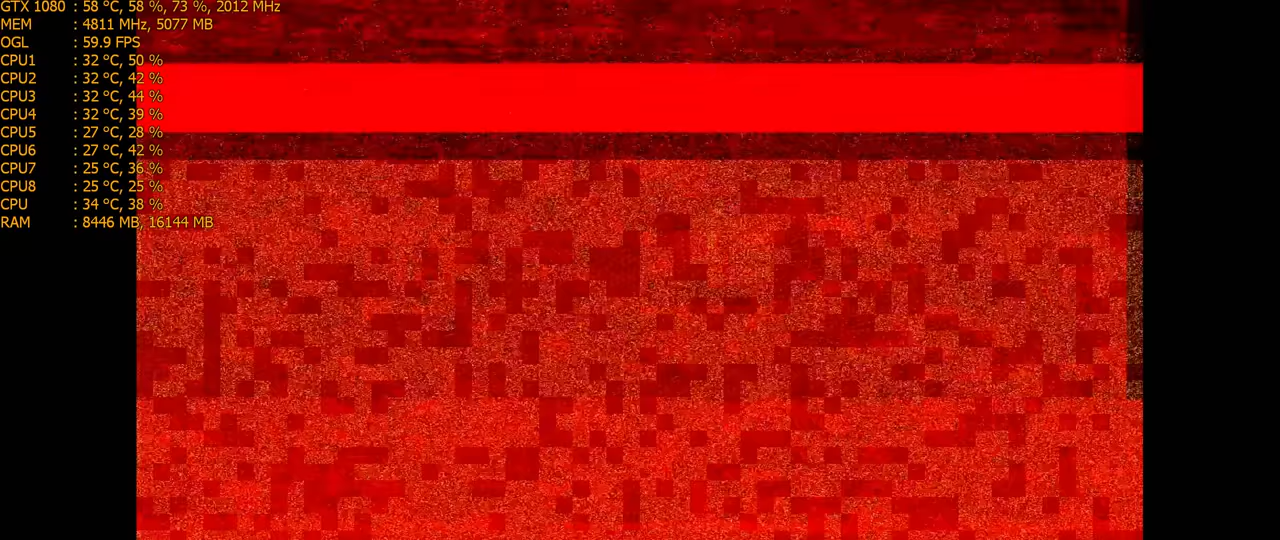 GTX 1080 : 58 °C, 58 %, 73 %, 2012 MHz
MEM : 4811 MHz, 5077 MB
OGL : 59.9 FPS
CPU1 : 32 °C, 50 %
CPU2 : 32 °C, 42 %
CPU3 : 32 °C, 44 %
CPU4 : 32 °C, 39 %
CPU5 : 27 °C, 28 %
CPU6 : 27 °C, 42 %
CPU7 : 25 °C, 36 %
CPU8 : 25 °C, 25 %
CPU : 34 °C, 38 %
RAM : 8446 MB, 16144 MB